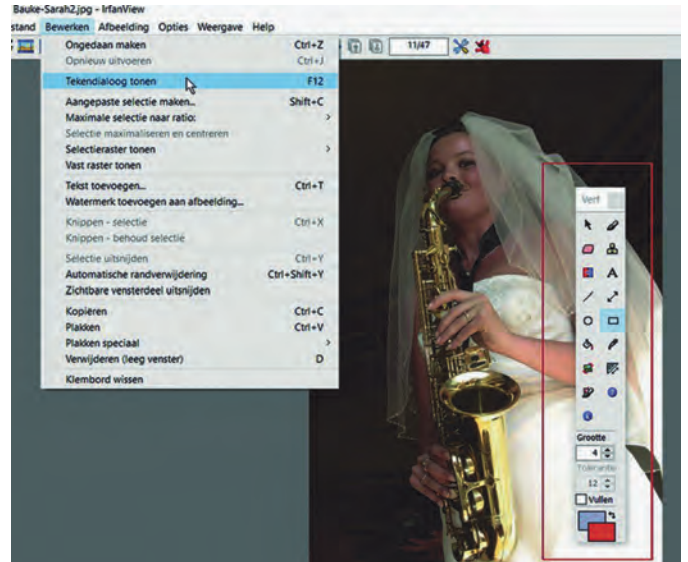 Bauke-Sarah2.jpg - IrfanView
stand Bewerken Afbeelding Opties Weergave Help
11/47
Ongedaan maken Ctrl+Z
Opnieuw uitvoeren Ctrl+J
Tekendialoog tonen F12
Aangepaste selectie maken... Shift+C
Maximale selectie naar ratio: >
Selectie maximaliseren en centreren
Selectieraster tonen >
Vast raster tonen
Tekst toevoegen... Ctrl+T
Watermerk toevoegen aan afbeelding...
Knippen - selectie Ctrl+X
Knippen - behoud selectie
Selectie uitsnijden Ctrl+Y
Automatische randverwijdering Ctrl+Shift+Y
Zichtbare vensterdeel uitsnijden
Kopiëren Ctrl+C
Plakken Ctrl+V
Plakken speciaal >
Verwijderen (leeg venster) D
Klembord wissen
Verf
A
Grootte
4
Tolerantie
12
Vullen